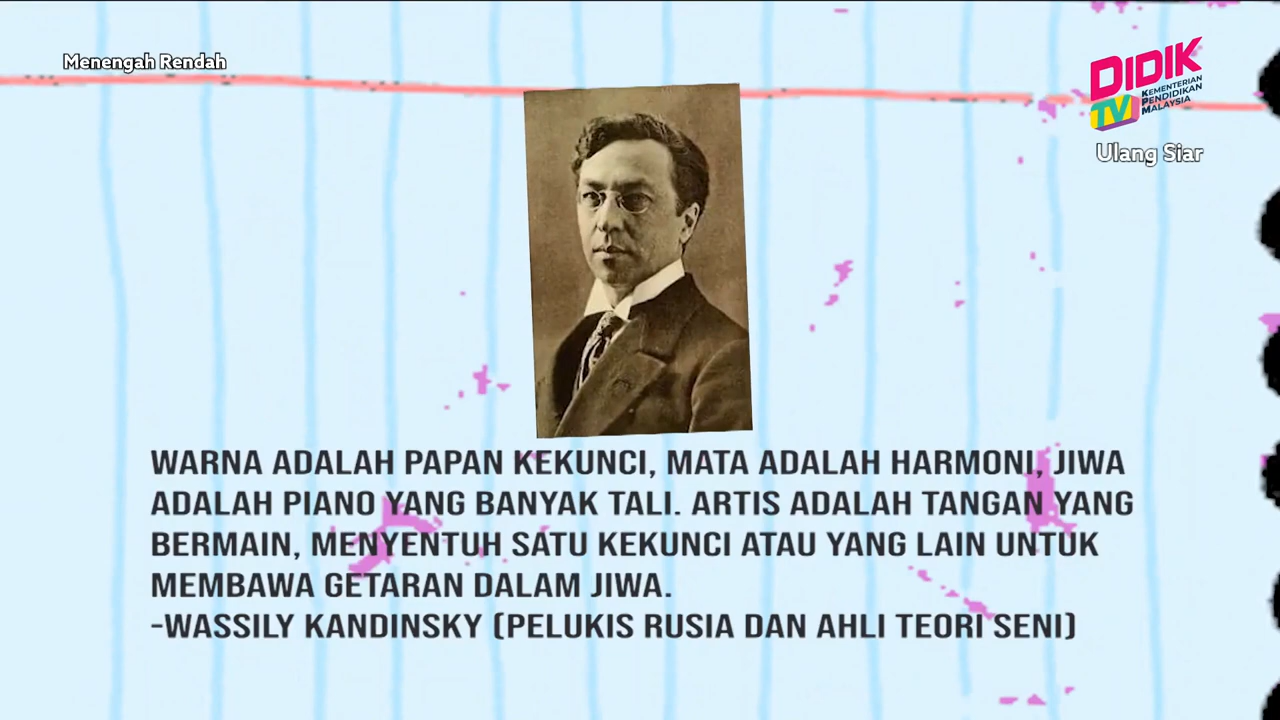 Menengah Rendah
DIDIK
TV
KEMENTERIAN
PENDIDIKAN
MALAYSIA
Ulang Siar
WARNA ADALAH PAPAN KEKUNCI, MATA ADALAH HARMONI, JIWA
ADALAH PIANO YANG BANYAK TALI. ARTIS ADALAH TANGAN YANG
BERMAIN, MENYENTUH SATU KEKUNCI ATAU YANG LAIN UNTUK
MEMBAWA GETARAN DALAM JIWA.
-WASSILY KANDINSKY (PELUKIS RUSIA DAN AHLI TEORI SENI)